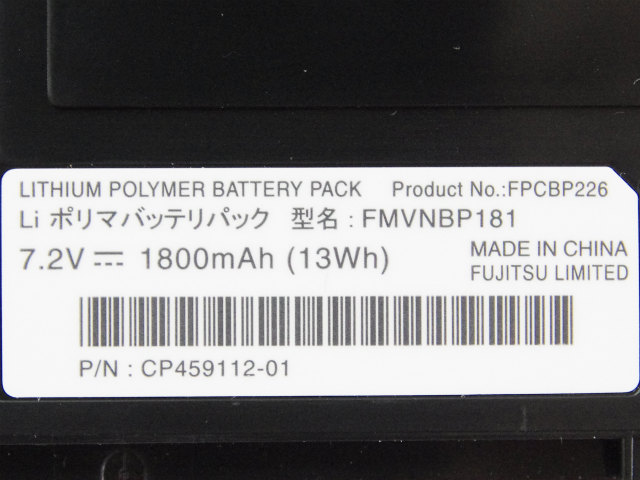 LITHIUM POLYMER BATTERY PACK Product No.:FPCBP226
Li ポリマバッテリパック 型名 : FMVNBP181
7.2V ⎓ 1800mAh (13Wh)
MADE IN CHINA
FUJITSU LIMITED
P/N : CP459112-01